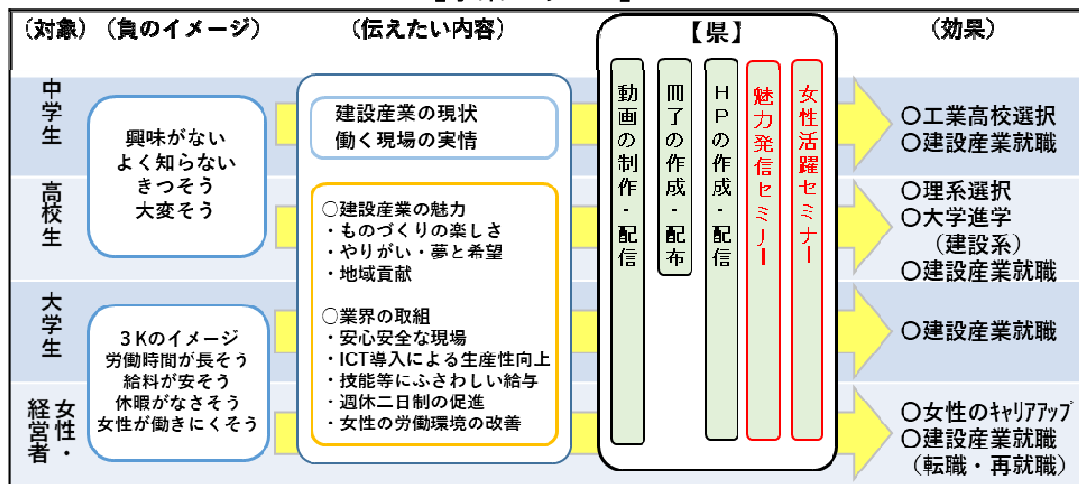 (対象)
(負のイメージ)
(伝えたい内容)
【県】
(効果)
中学生
高校生
大学生
女性・
経営者
興味がない
よく知らない
きつそう
大変そう
３Kのイメージ
労働時間が長そう
給料が安そう
休暇がなさそう
女性が働きにくそう
建設産業の現状
働く現場の実情
○建設産業の魅力
・ものづくりの楽しさ
・やりがい・夢と希望
・地域貢献
○業界の取組
・安心安全な現場
・ICT導入による生産性向上
・技能等にふさわしい給与
・週休二日制の促進
・女性の労働環境の改善
動画の制作・配信
冊子の作成・配布
ＨＰの作成・配信
魅力発信セミナー
女性活躍セミナー
○工業高校選択
○建設産業就職
○理系選択
○大学進学
（建設系）
○建設産業就職
○建設産業就職
○女性のｷｬﾘｱｱｯﾌﾟ
○建設産業就職
（転職・再就職）